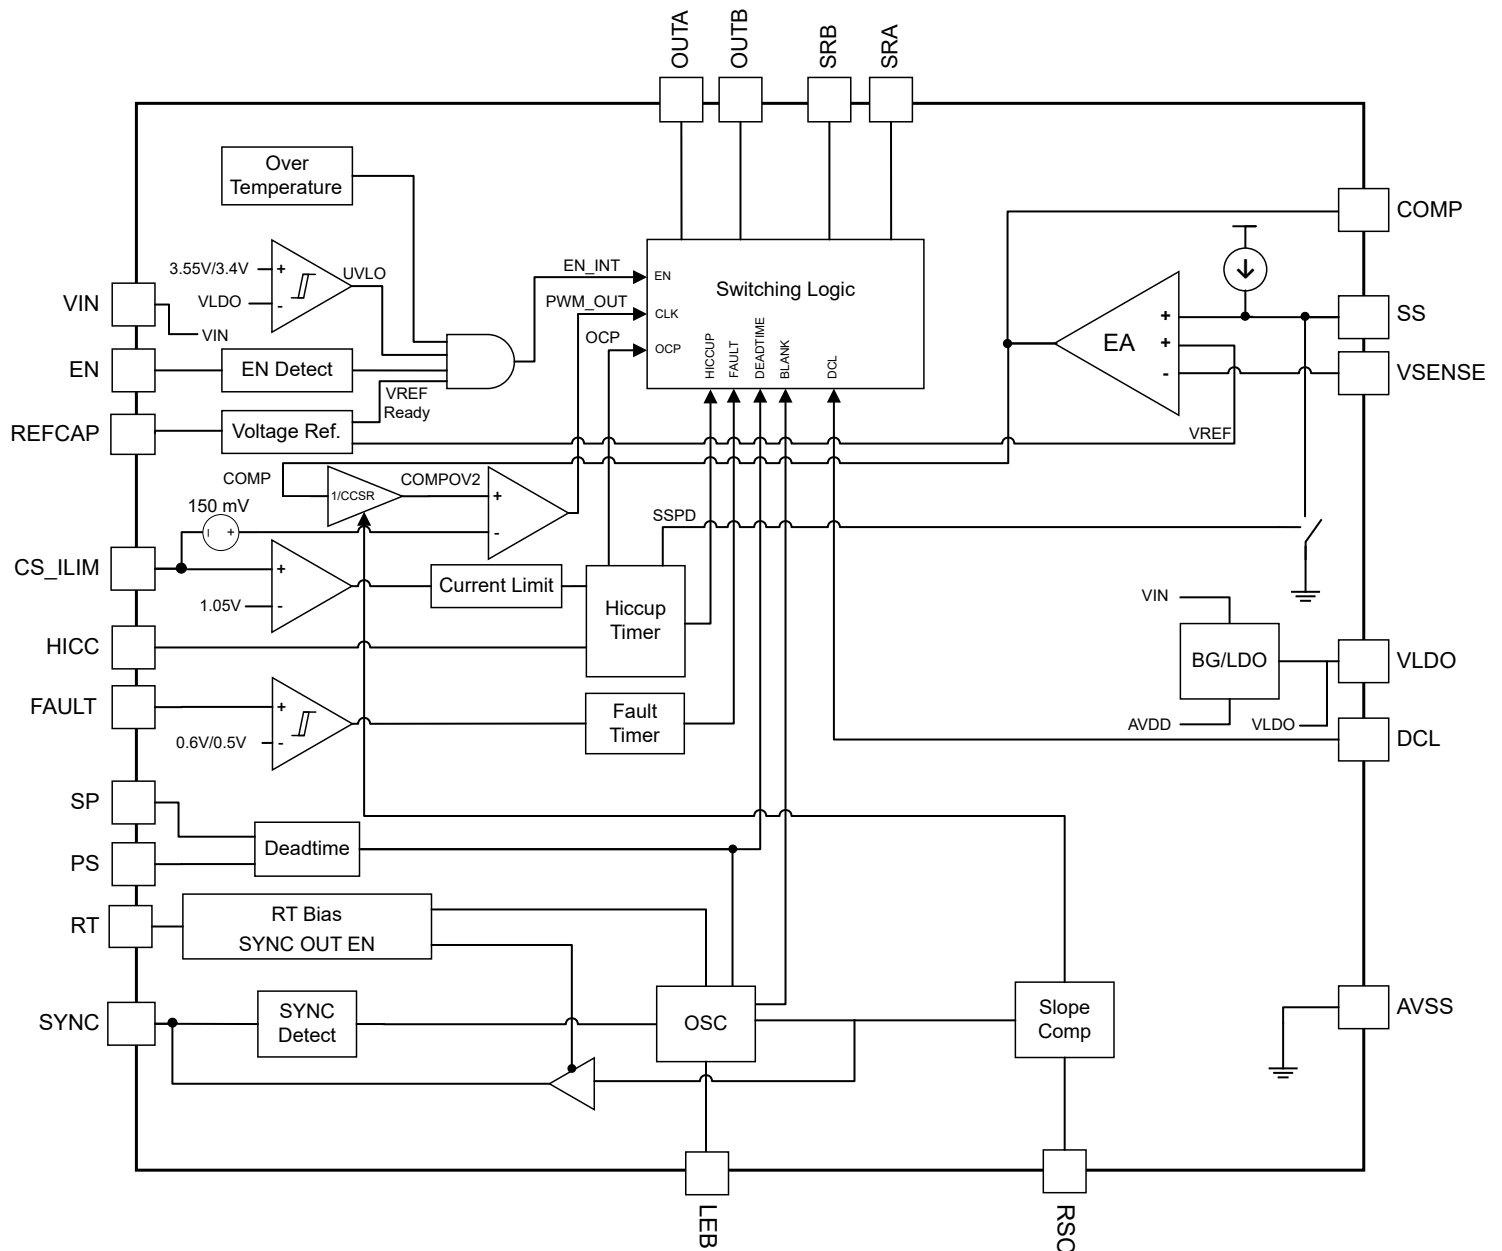 OUTA
OUTB
SRB
SRA
Over
Temperature
COMP
3.55V/3.4V
+
UVLO
EN_INT
EN
Switching Logic
VLDO
-
VIN
VIN
PWM_OUT
CLK
+
SS
OCP
OCP
HICCUP
FAULT
DEADTIME
BLANK
DCL
EA
+
-
VSENSE
EN
EN Detect
VREF
Ready
REFCAP
Voltage Ref.
VREF
COMP
1/CCSR
COMPOV2
+
-
150 mV
-
+
SSPD
CS_ILIM
+
1.05V
-
Current Limit
Hiccup
Timer
VIN
HICC
BG/LDO
VLDO
FAULT
+
0.6V/0.5V
-
Fault
Timer
AVDD
VLDO
DCL
SP
PS
Deadtime
RT
RT Bias
SYNC OUT EN
SYNC
SYNC
Detect
OSC
Slope
Comp
AVSS
LEB
RSC